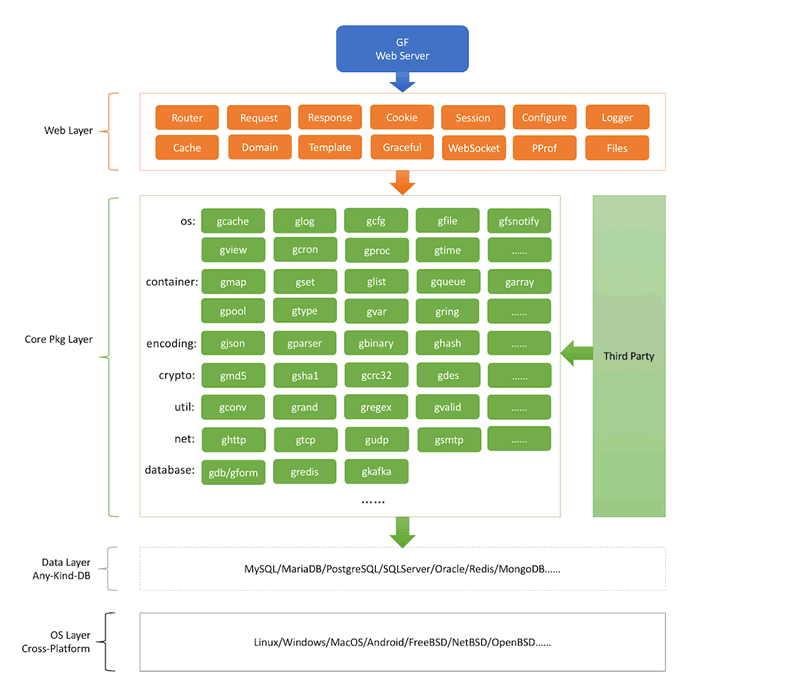 GF
Web Server
Web Layer
Router Request Response Cookie Session Configure Logger
Cache Domain Template Graceful WebSocket PProf Files
Core Pkg Layer
os: gcache glog gcfg gfile gfsnotify
gview gcron gproc gtime ......
container: gmap gset glist gqueue garray
gpool gtype gvar gring ......
encoding: gjson gparser gbinary ghash ......
crypto: gmd5 gsha1 gcrc32 gdes ......
util: gconv grand gregex gvalid ......
net: ghttp gtcp gudp gsmtp ......
database: gdb/gform gredis gkafka
......
Third Party
Data Layer
Any-Kind-DB
MySQL/MariaDB/PostgreSQL/SQLServer/Oracle/Redis/MongoDB......
OS Layer
Cross-Platform
Linux/Windows/MacOS/Android/FreeBSD/NetBSD/OpenBSD......